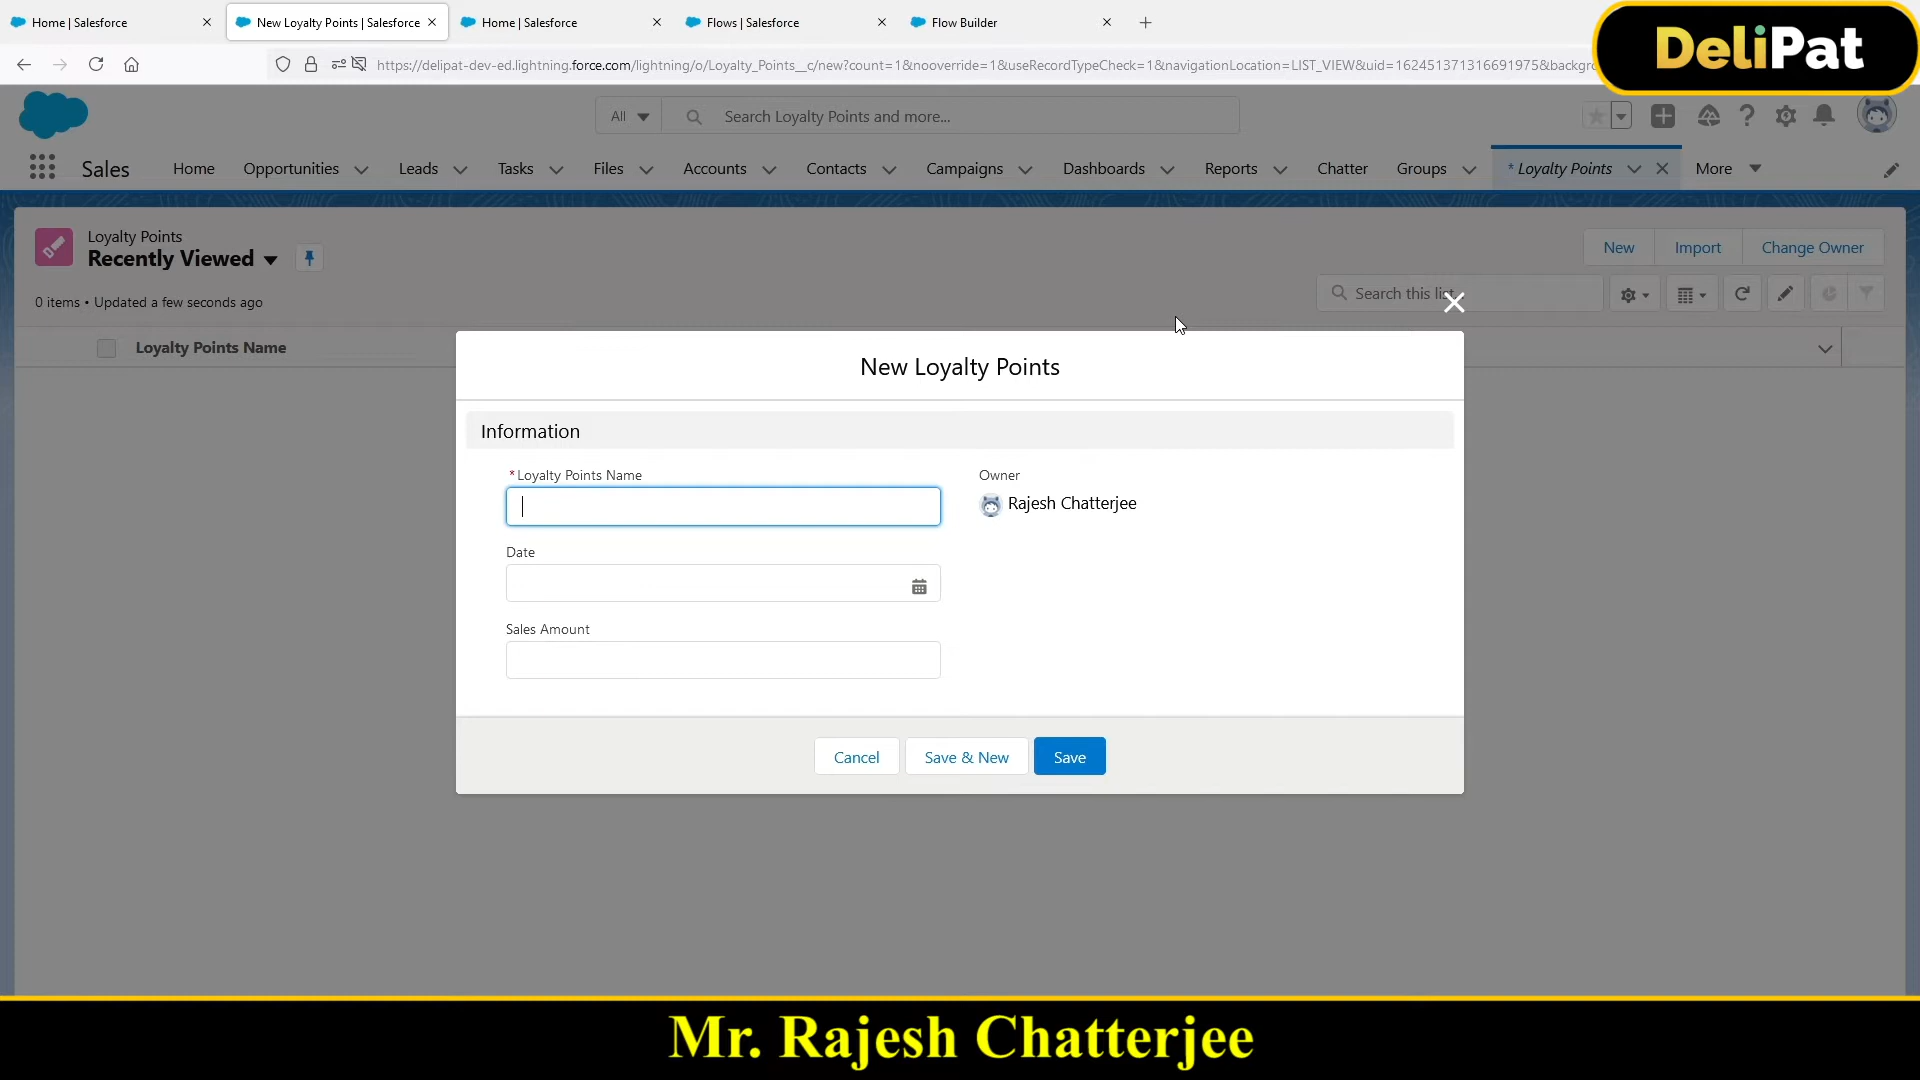 Home | Salesforce
New Loyalty Points | Salesforce
Home | Salesforce
Flows | Salesforce
Flow Builder
DeliPat
https://delipat-dev-ed.lightning.force.com/lightning/o/Loyalty_Points__c/new?count=1&nooverride=1&useRecordTypeCheck=1&navigationLocation=LIST_VIEW&uid=162451371316691975&backgro
All
Search Loyalty Points and more...
Sales
Home
Opportunities
Leads
Tasks
Files
Accounts
Contacts
Campaigns
Dashboards
Reports
Chatter
Groups
* Loyalty Points
More
Loyalty Points
Recently Viewed
New
Import
Change Owner
0 items • Updated a few seconds ago
Search this list...
Loyalty Points Name
New Loyalty Points
Information
* Loyalty Points Name
Owner
Rajesh Chatterjee
Date
Sales Amount
Cancel
Save & New
Save
Mr. Rajesh Chatterjee